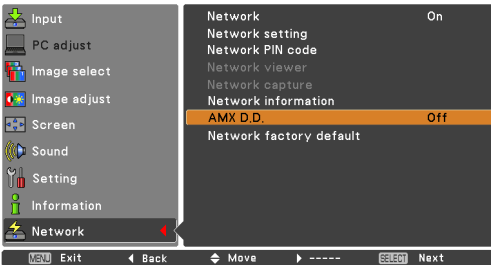 Input
PC adjust
Image select
Image adjust
Screen
Sound
Setting
Information
Network
Network On
Network setting
Network PIN code
Network viewer
Network capture
Network information
AMX D.D. Off
Network factory default
MENU Exit Back Move ----- SELECT Next